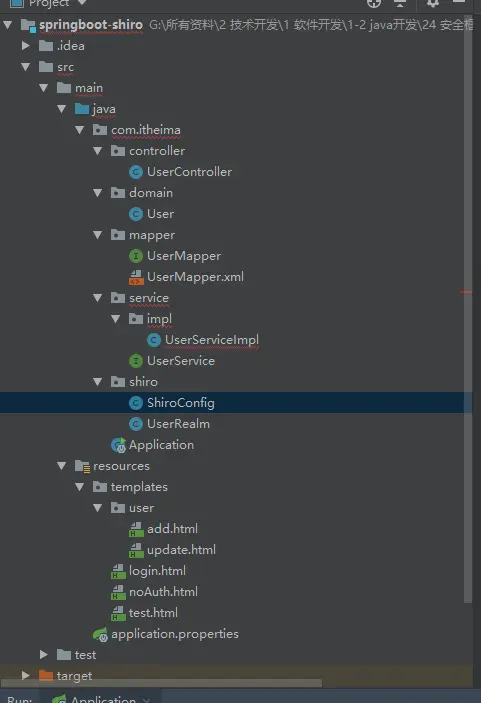 Project
springboot-shiro G:\所有资料\2 技术开发\1 软件开发\1-2 java开发\24 安全
.idea
src
main
java
com.itheima
controller
UserController
domain
User
mapper
UserMapper
UserMapper.xml
service
impl
UserServiceImpl
UserService
shiro
ShiroConfig
UserRealm
Application
resources
templates
user
add.html
update.html
login.html
noAuth.html
test.html
application.properties
test
target
Run: Application